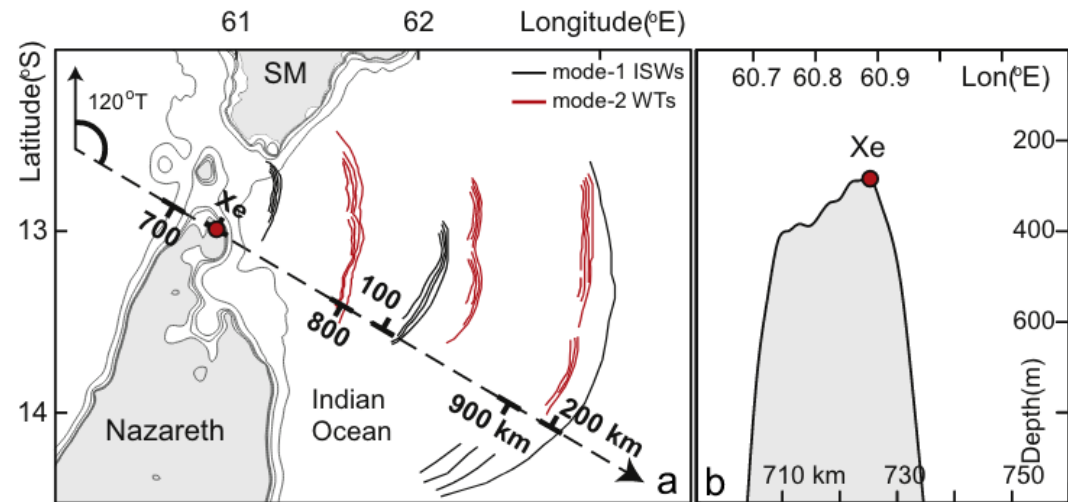 61 62 Longitude(°E)
Latitude(°S)
13
14
SM
mode-1 ISWs
mode-2 WTs
120°T
Xe
700
100
800
900 km
200 km
Indian
Ocean
Nazareth
a
60.7 60.8 60.9 Lon(°E)
200
Xe
400
600
Depth(m)
710 km 730 750
b